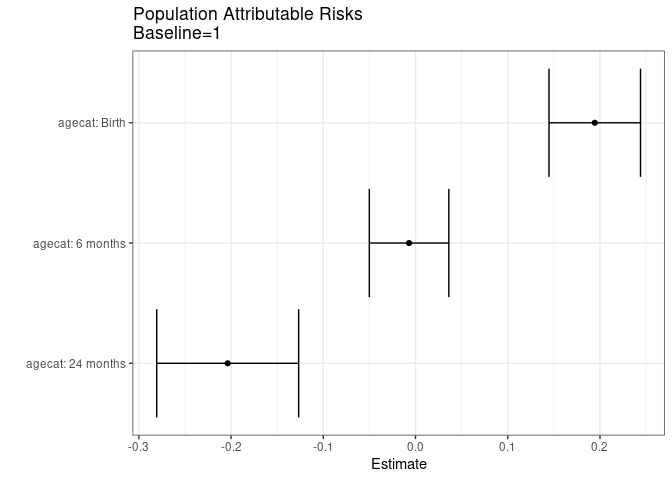 Population Attributable Risks
Baseline=1
agecat: Birth
agecat: 6 months
agecat: 24 months
-0.3 -0.2 -0.1 0.0 0.1 0.2
Estimate